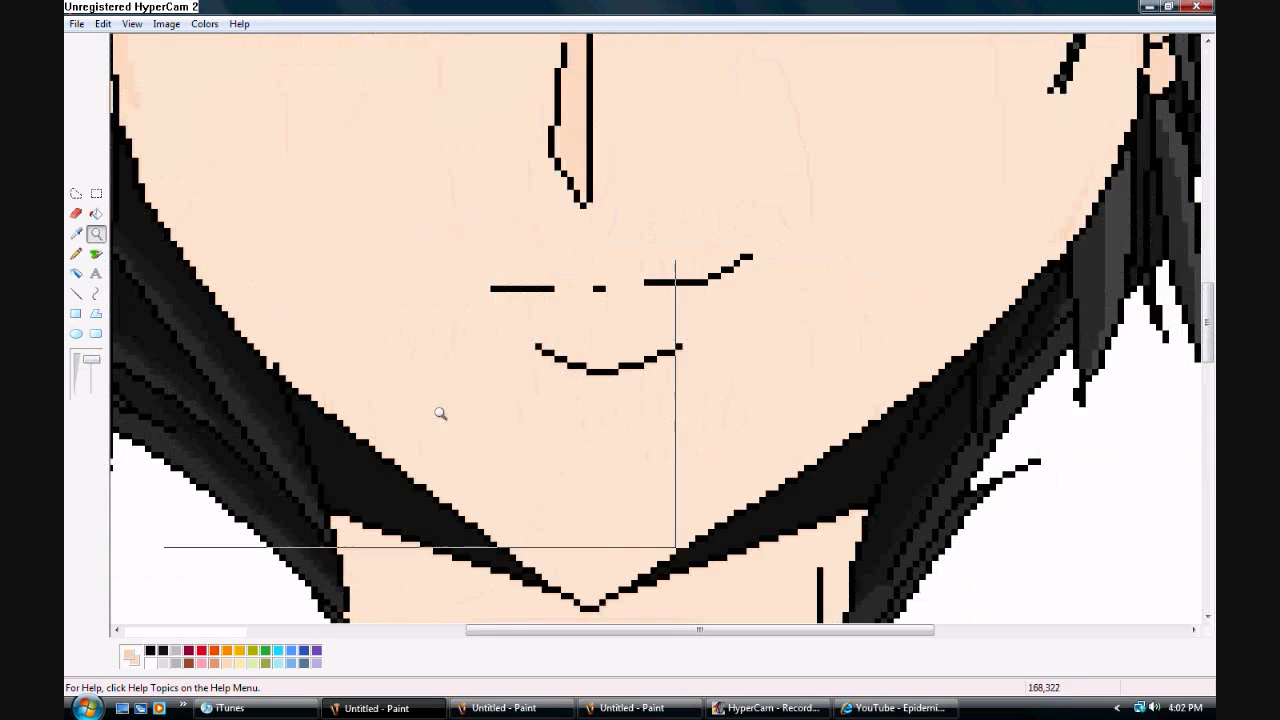 Unregistered HyperCam 2
File Edit View Image Colors Help
For Help, click Help Topics on the Help Menu.
168,322
iTunes
Untitled - Paint
Untitled - Paint
Untitled - Paint
HyperCam - Record...
YouTube - Epidemi...
4:02 PM